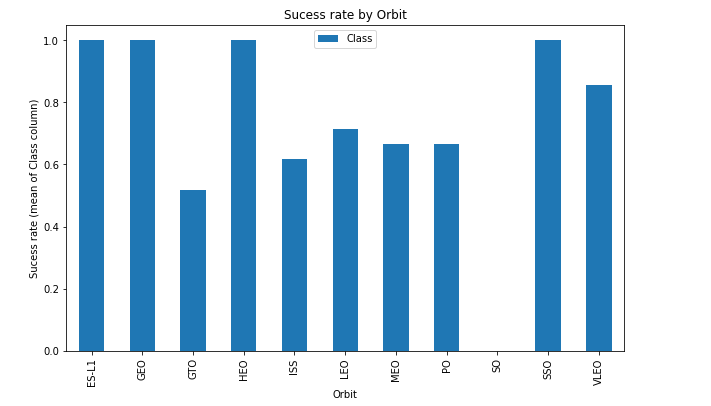 Sucess rate by Orbit
Class
Sucess rate (mean of Class column)
1.0
0.8
0.6
0.4
0.2
0.0
ES-L1
GEO
GTO
HEO
ISS
LEO
MEO
PO
SO
SSO
VLEO
Orbit